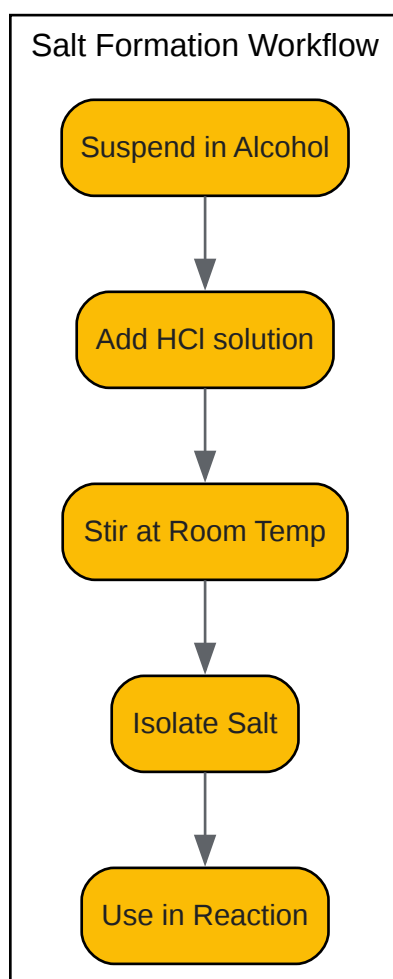 Salt Formation Workflow
Suspend in Alcohol
Add HCl solution
Stir at Room Temp
Isolate Salt
Use in Reaction